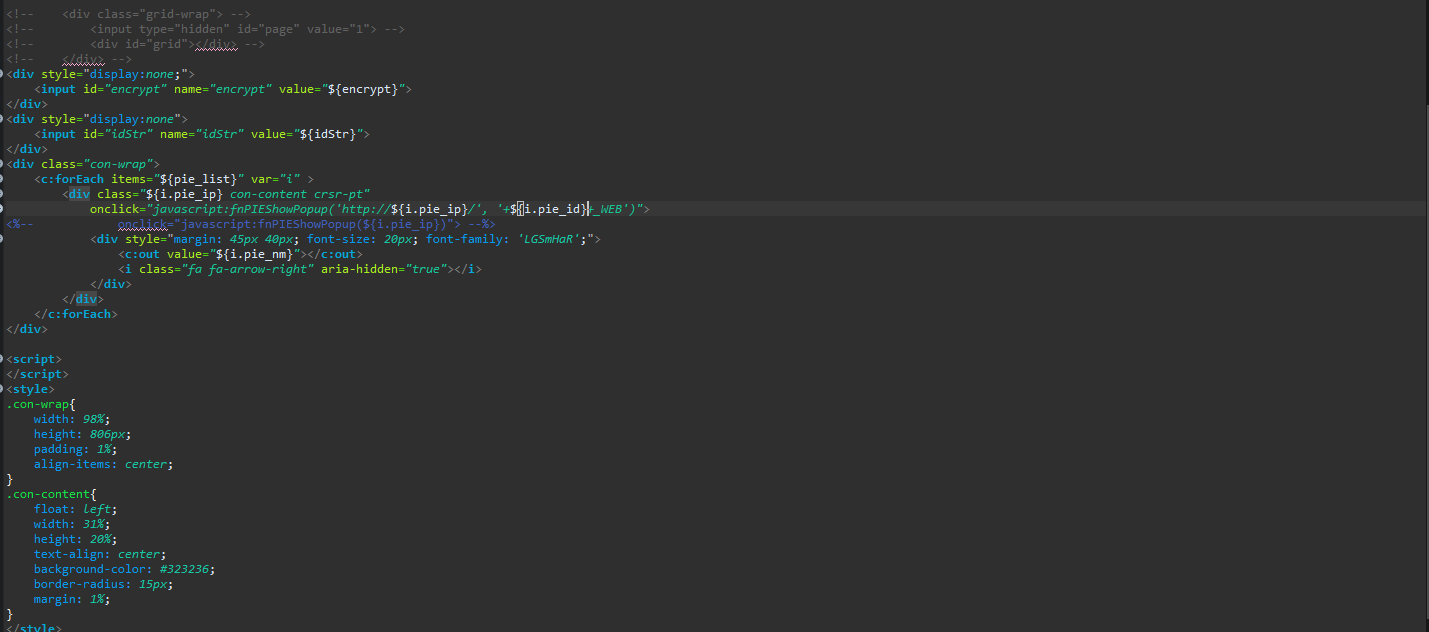 <!--    <div class="grid-wrap"> -->
<!--        <input type="hidden" id="page" value="1"> -->
<!--        <div id="grid"></div> -->
<!--    </div> -->
<div style="display:none;">
    <input id="encrypt" name="encrypt" value="${encrypt}">
</div>
<div style="display:none">
    <input id="idStr" name="idStr" value="${idStr}">
</div>
<div class="con-wrap">
    <c:forEach items="${pie_list}" var="i" >
        <div class="${i.pie_ip} con-content crsr-pt"
            onclick="javascript:fnPIEShowPopup('http://${i.pie_ip}/', '+${i.pie_id}+_WEB')">
<%--            onclick="javascript:fnPIEShowPopup(${i.pie_ip})"> --%>
            <div style="margin: 45px 40px; font-size: 20px; font-family: 'LGSmHaR';">
                <c:out value="${i.pie_nm}"></c:out>
                <i class="fa fa-arrow-right" aria-hidden="true"></i>
            </div>
        </div>
    </c:forEach>
</div>

<script>
</script>
<style>
.con-wrap{
    width: 98%;
    height: 806px;
    padding: 1%;
    align-items: center;
}
.con-content{
    float: left;
    width: 31%;
    height: 20%;
    text-align: center;
    background-color: #323236;
    border-radius: 15px;
    margin: 1%;
}
</style>